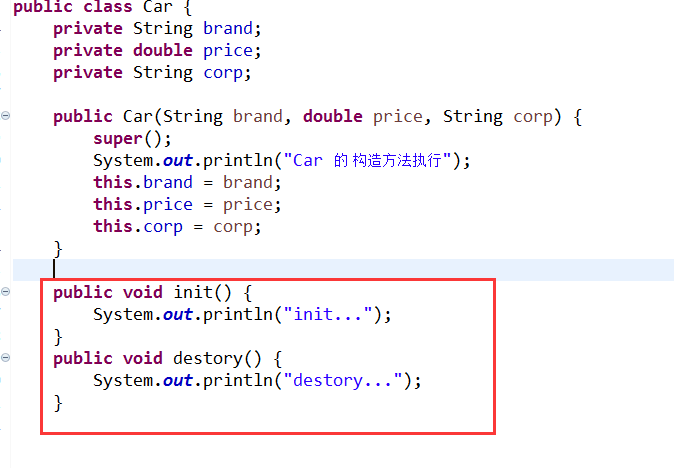 public class Car {
private String brand;
private double price;
private String corp;
public Car(String brand, double price, String corp) {
super();
System.out.println("Car 的 构造方法执行");
this.brand = brand;
this.price = price;
this.corp = corp;
}
public void init() {
System.out.println("init...");
}
public void destory() {
System.out.println("destory...");
}